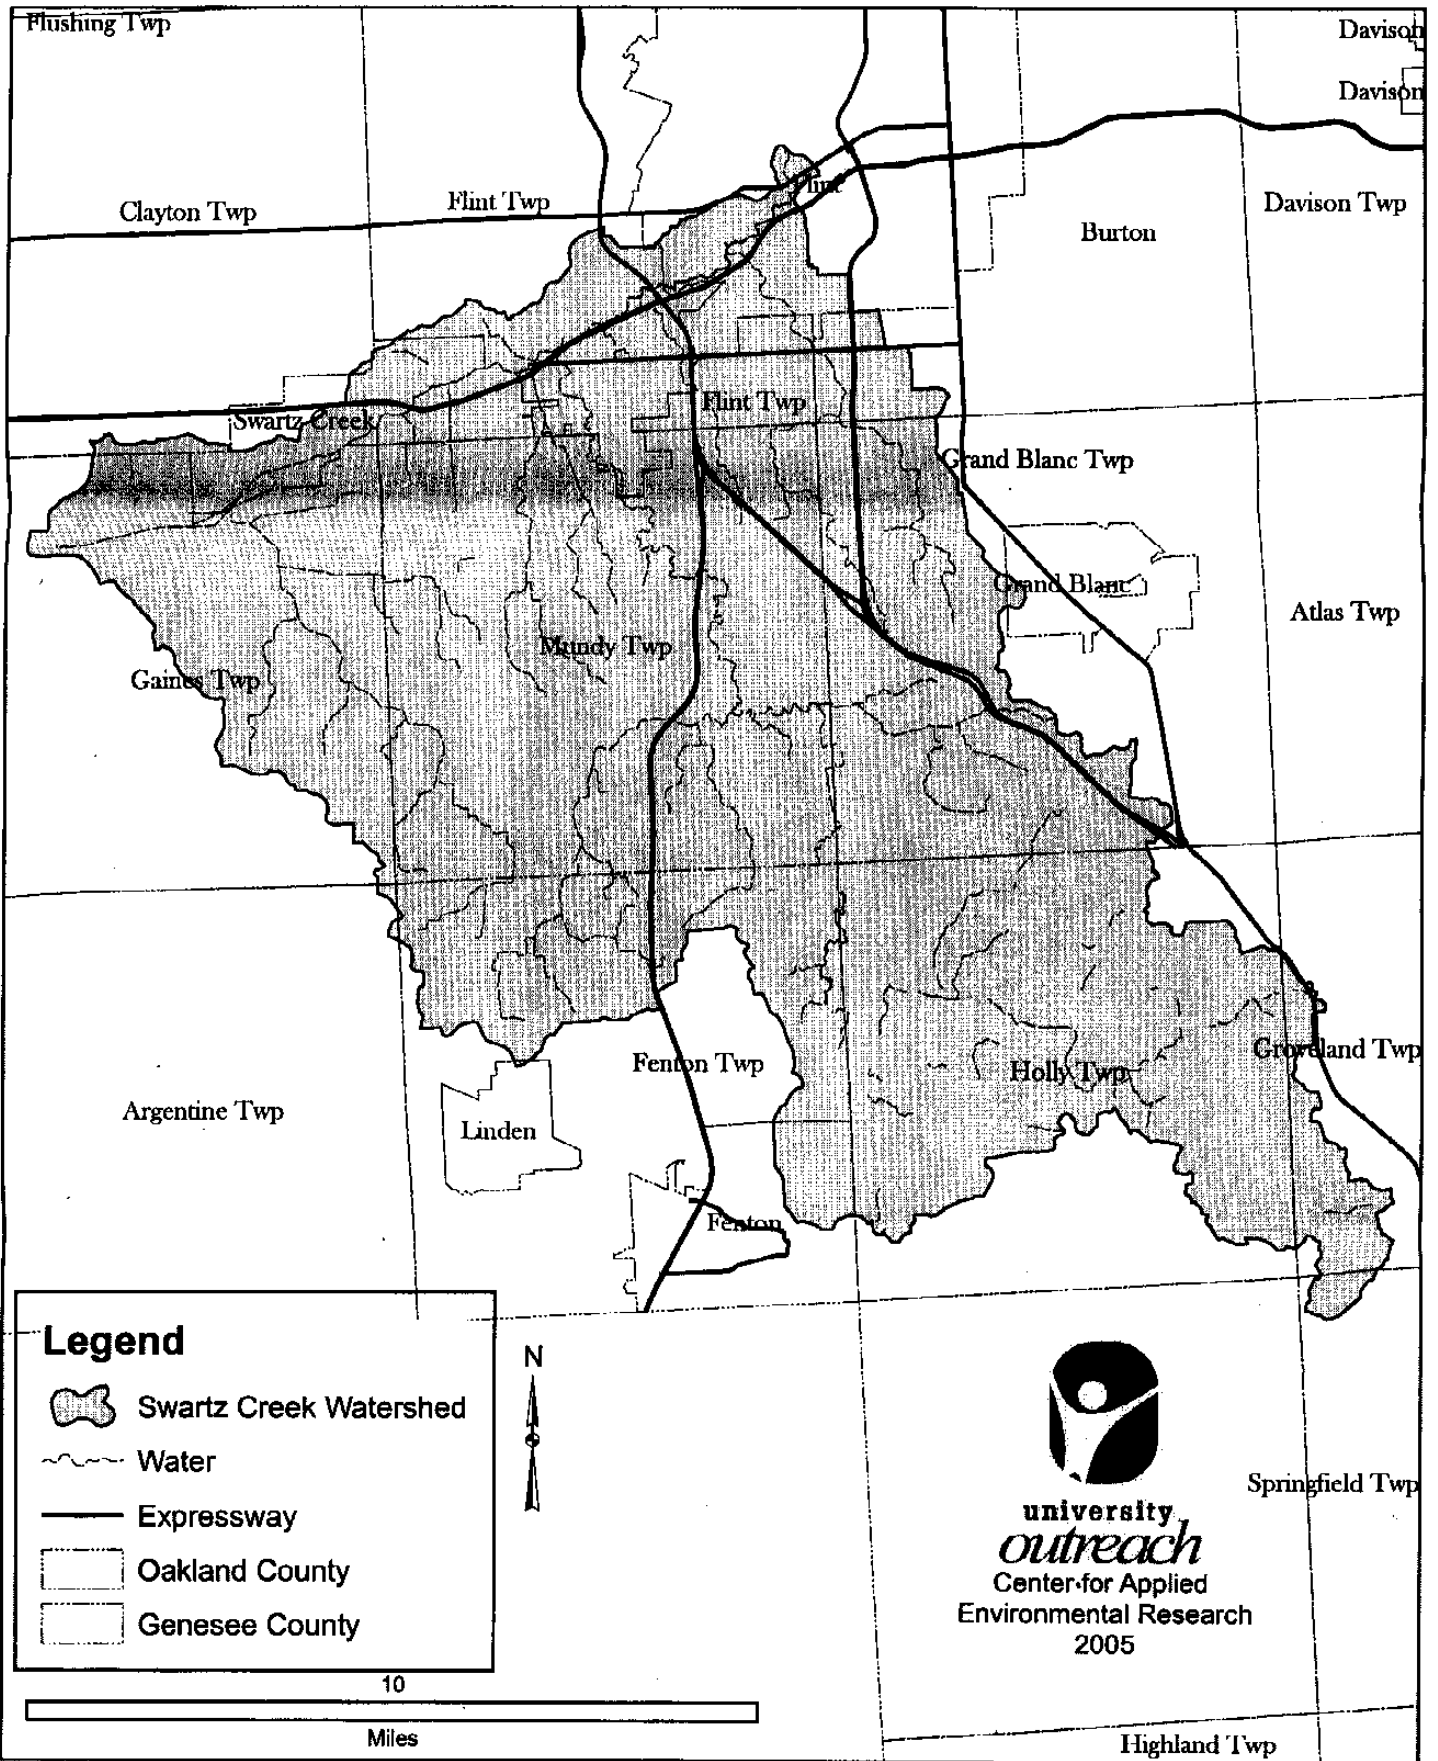 Flushing Twp
Davison
Davison
Clayton Twp
Flint Twp
Flint
Davison Twp
Burton
Flint Twp
Swartz Creek
Grand Blanc Twp
Grand Blanc
Atlas Twp
Mundy Twp
Gaines Twp
Groveland Twp
Fenton Twp
Holly Twp
Argentine Twp
Linden
Fenton
Legend
Swartz Creek Watershed
Water
Expressway
Oakland County
Genesee County
N
10
Miles
university
outreach
Center for Applied
Environmental Research
2005
Springfield Twp
Highland Twp